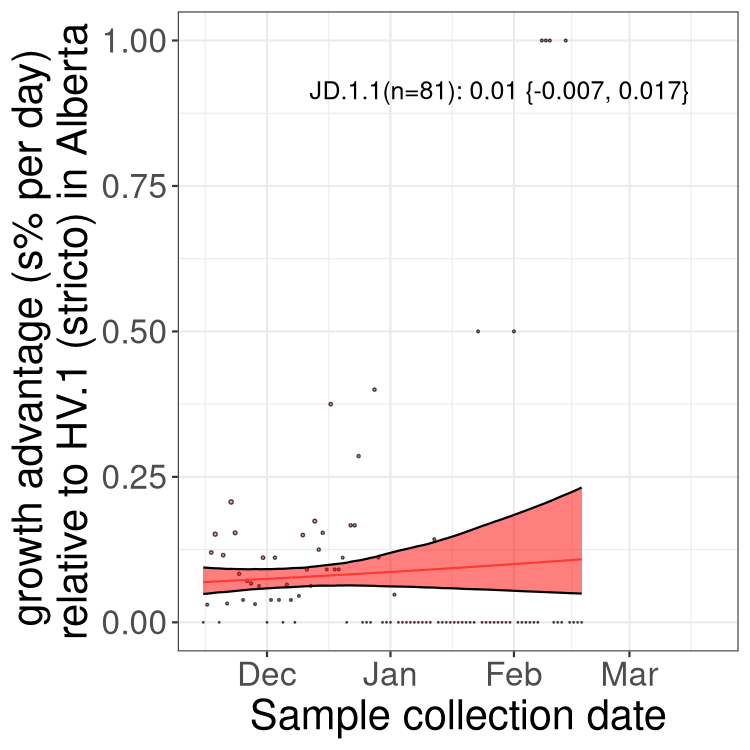 growth advantage (s% per day)
relative to HV.1 (stricto) in Alberta
1.00
0.75
0.50
0.25
0.00
JD.1.1(n=81): 0.01 {-0.007, 0.017}
Dec Jan Feb Mar
Sample collection date